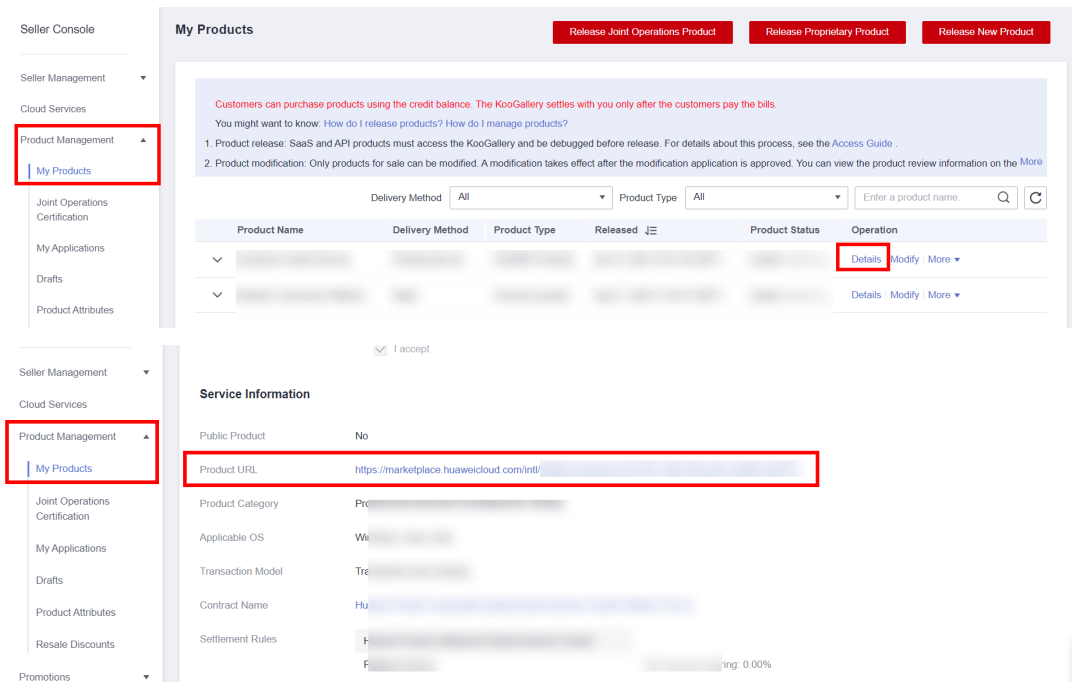 Seller Console
My Products
Release Joint Operations Product
Release Proprietary Product
Release New Product
Seller Management
Cloud Services
Product Management
My Products
Joint Operations
Certification
My Applications
Drafts
Product Attributes
Customers can purchase products using the credit balance. The KooGallery settles with you only after the customers pay the bills.
You might want to know: How do I release products? How do I manage products?
1. Product release: SaaS and API products must access the KooGallery and be debugged before release. For details about this process, see the Access Guide .
2. Product modification: Only products for sale can be modified. A modification takes effect after the modification application is approved. You can view the product review information on the More
Delivery Method All Product Type All Enter a product name.
Product Name Delivery Method Product Type Released Product Status Operation
Details Modify More
Details Modify More
Seller Management
Cloud Services
Product Management
My Products
Joint Operations
Certification
My Applications
Drafts
Product Attributes
Resale Discounts
Promotions
I accept
Service Information
Public Product No
Product URL https://marketplace.huaweicloud.com/intl/
Product Category
Applicable OS
Transaction Model
Contract Name
Settlement Rules
0.00%